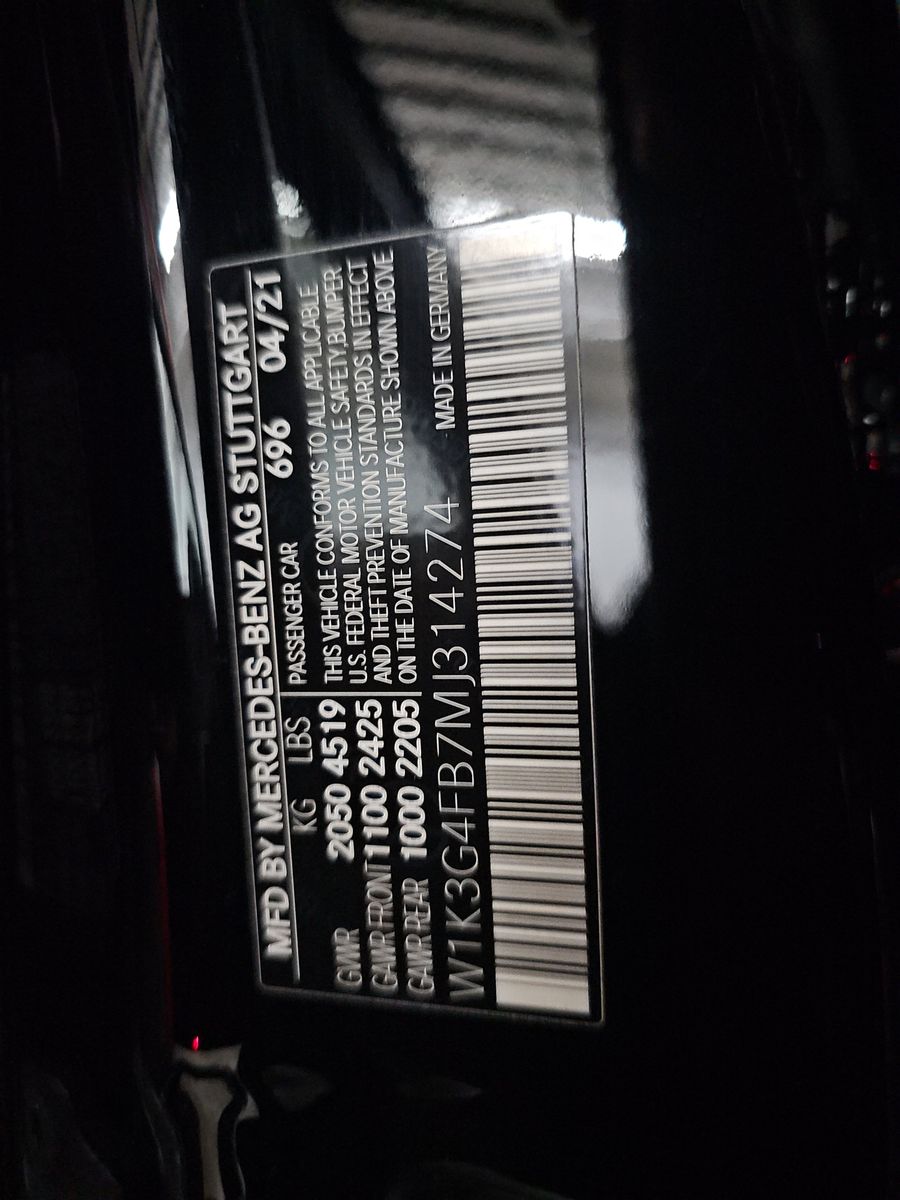 MFD BY MERCEDES-BENZ AG STUTTGART
KG LBS PASSENGER CAR 696 04/21
GVWR 2050 4519 THIS VEHICLE CONFORMS TO ALL APPLICABLE
GAWR FRONT 1100 2425 U.S. FEDERAL MOTOR VEHICLE SAFETY,BUMPER
GAWR REAR 1000 2205 AND THEFT PREVENTION STANDARDS IN EFFECT
ON THE DATE OF MANUFACTURE SHOWN ABOVE
W1K3G4FB7MJ314274 MADE IN GERMANY